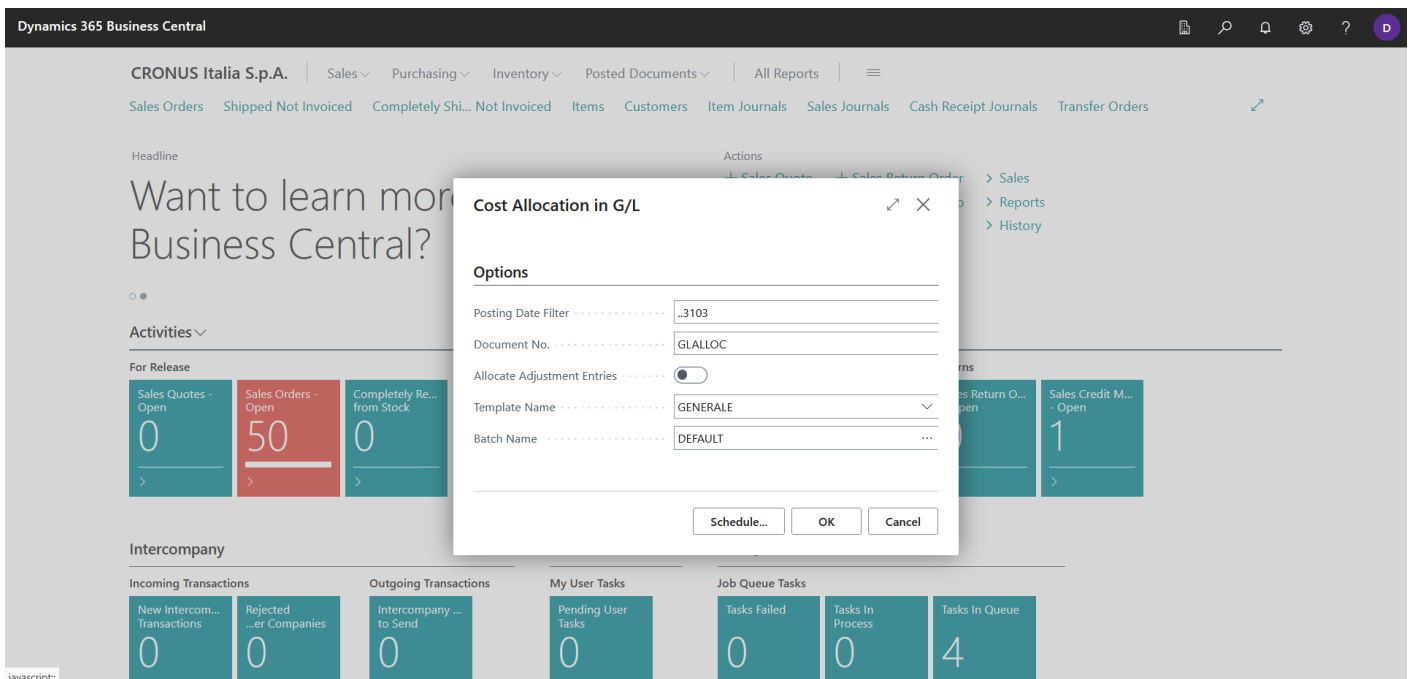 Dynamics 365 Business Central
?
D
CRONUS Italia S.p.A.
Sales
Purchasing
Inventory
Posted Documents
All Reports
Sales Orders
Shipped Not Invoiced
Completely Shi... Not Invoiced
Items
Customers
Item Journals
Sales Journals
Cash Receipt Journals
Transfer Orders
Headline
Want to learn mor
Business Central?
Actions
+ Sales Quote
+ Sales Return Order
> Sales
> Reports
> History
Cost Allocation in G/L
Options
Posting Date Filter
..3103
Document No.
GLALLOC
Allocate Adjustment Entries
Template Name
GENERALE
Batch Name
DEFAULT
...
Schedule...
OK
Cancel
Activities
For Release
Sales Quotes -
Open
0
Sales Orders -
Open
50
Completely Re...
from Stock
0
Sales Credit M...
- Open
1
Intercompany
Incoming Transactions
New Intercom...
Transactions
0
Rejected
...er Companies
0
Outgoing Transactions
Intercompany ...
to Send
0
My User Tasks
Pending User
Tasks
0
Job Queue Tasks
Tasks Failed
0
Tasks In
Process
0
Tasks In Queue
4